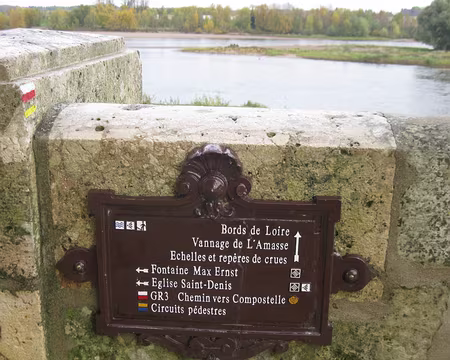 Bords de Loire
Vannage de L'Amasse
Echelles et repères de crues
Fontaine Max Ernst
Eglise Saint-Denis
GR3 Chemin vers Compostelle
Circuits pédestres